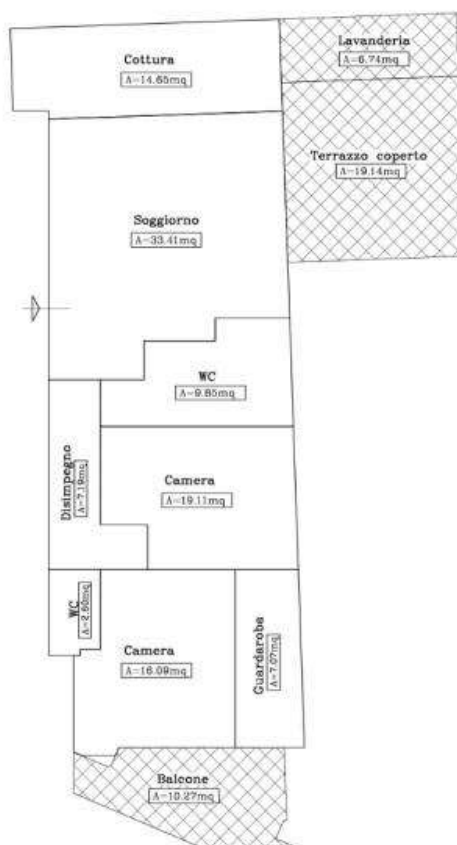 Lavanderia
A=6.74mq
Cottura
A=14.65mq
Terrazzo coperto
A=19.14mq
Soggiorno
A=33.41mq
WC
A=9.85mq
Disimpegno
A=7.19mq
Camera
A=19.11mq
WC
A=2.60mq
Camera
A=16.09mq
Guardaroba
A=7.07mq
Balcone
A=10.27mq